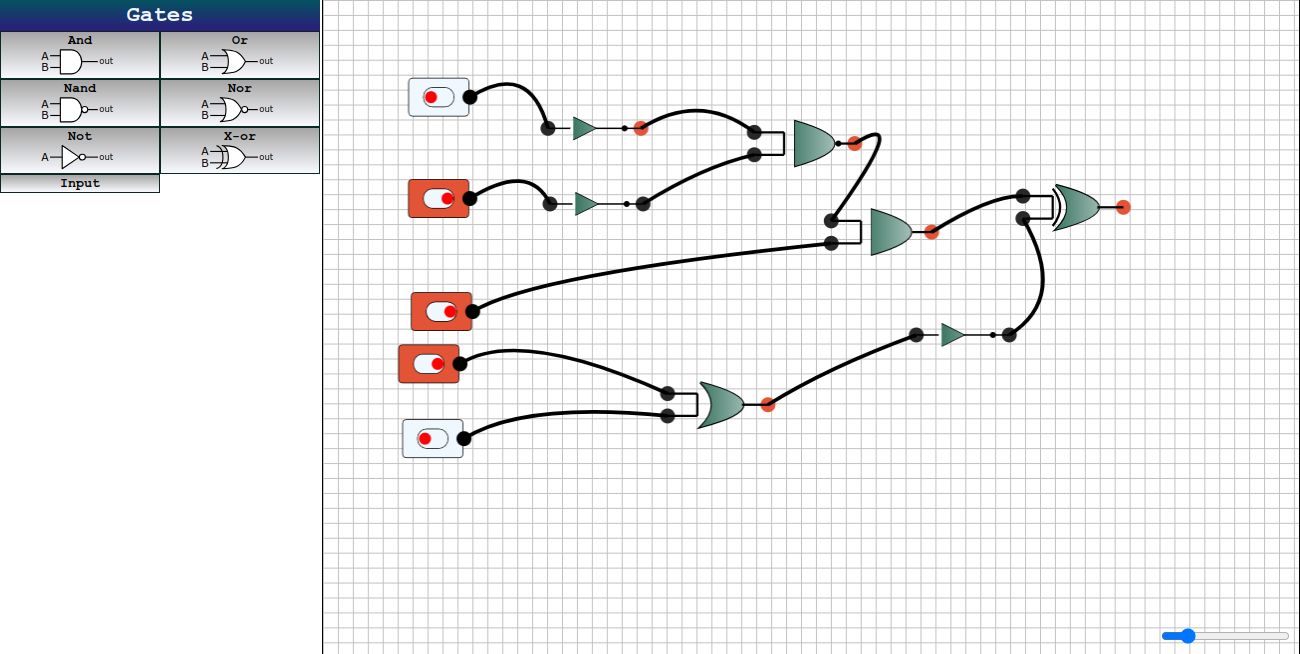 Gates
And Or
A A
B out B out
Nand Nor
A A
B out B out
Not X-or
A out A
B out
Input